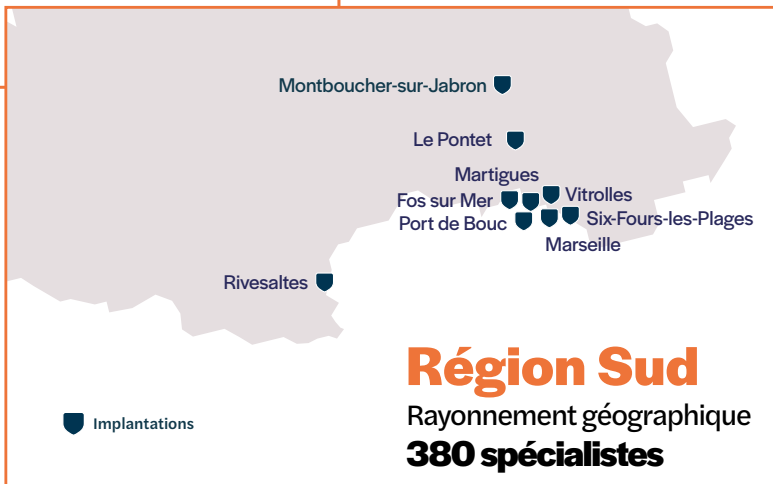 Montboucher-sur-Jabron
Le Pontet
Martigues
Vitrolles
Fos sur Mer
Port de Bouc
Six-Fours-les-Plages
Marseille
Rivesaltes
Région Sud
Rayonnement géographique
380 spécialistes
Implantations